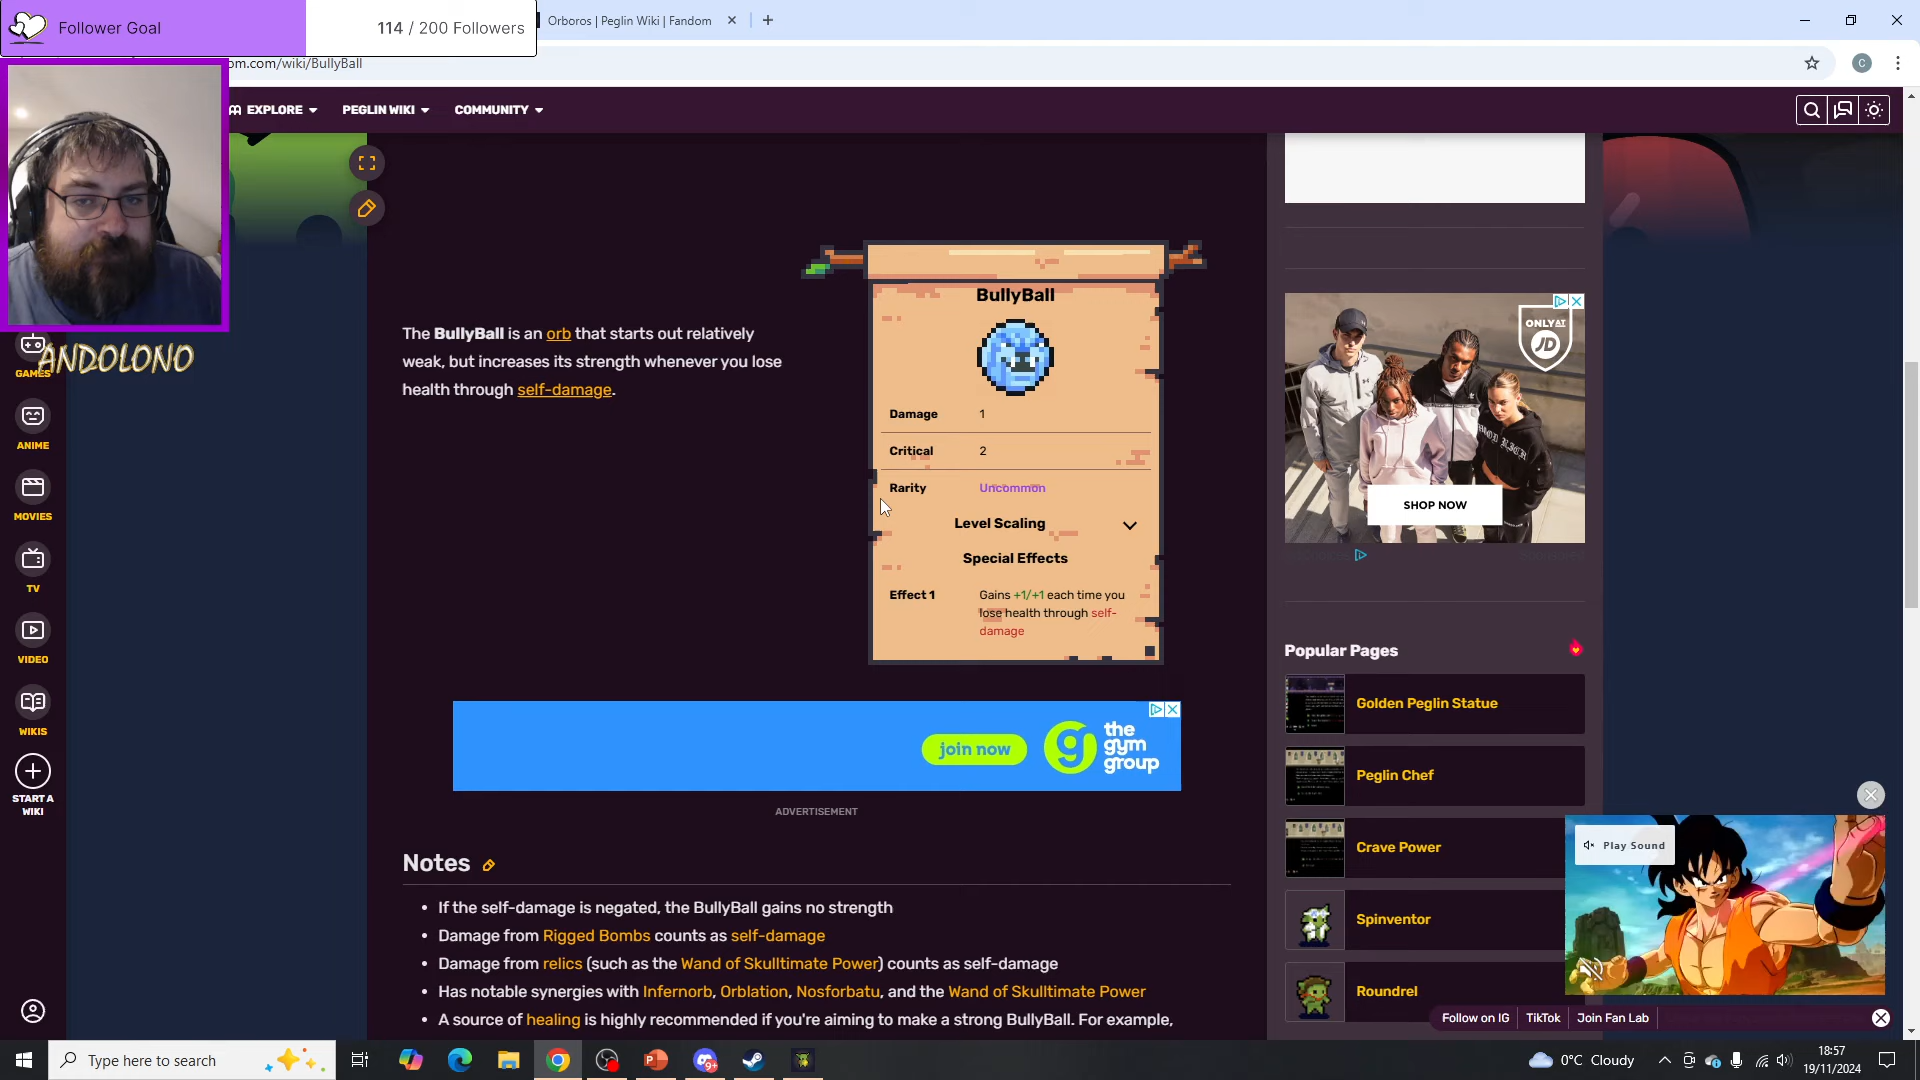 Follower Goal
114 / 200 Followers
Orboros | Peglin Wiki | Fandom
om.com/wiki/BullyBall
EXPLORE
PEGLIN WIKI
COMMUNITY
ANDOLONO
GAMES
ANIME
MOVIES
TV
VIDEO
WIKIS
START A
WIKI
The BullyBall is an orb that starts out relatively
weak, but increases its strength whenever you lose
health through self-damage.
BullyBall
Damage 1
Critical 2
Rarity Uncommon
Level Scaling
Special Effects
Effect 1 Gains +1/+1 each time you
lose health through self-
damage
join now
the
gym
group
ADVERTISEMENT
Notes
• If the self-damage is negated, the BullyBall gains no strength
• Damage from Rigged Bombs counts as self-damage
• Damage from relics (such as the Wand of Skulltimate Power) counts as self-damage
• Has notable synergies with Infernorb, Orblation, Nosforbatu, and the Wand of Skulltimate Power
• A source of healing is highly recommended if you're aiming to make a strong BullyBall. For example,
ONLY AT
JD
SHOP NOW
Popular Pages
Golden Peglin Statue
Peglin Chef
Crave Power
Spinventor
Roundrel
Play Sound
Follow on IG
TikTok
Join Fan Lab
Type here to search
9+
0°C Cloudy
18:57
19/11/2024
C